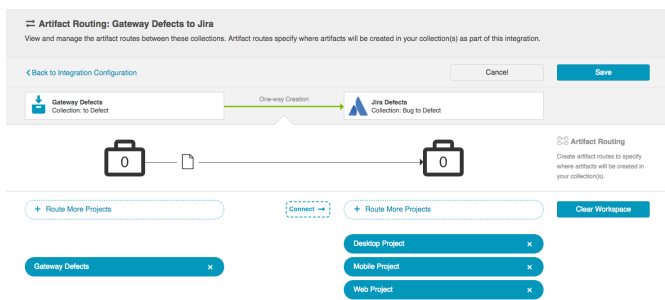 Artifact Routing: Gateway Defects to Jira
View and manage the artifact routes between these collections. Artifact routes specify where artifacts will be created in your collection(s) as part of this integration.
Back to Integration Configuration
Cancel
Save
Gateway Defects
Collection: to Defect
One-way Creation
Jira Defects
Collection: Bug to Defect
0
0
Artifact Routing
Create artifact routes to specify
where artifacts will be created in
your collection(s).
+ Route More Projects
Connect →
+ Route More Projects
Clear Workspace
Desktop Project ×
Gateway Defects ×
Mobile Project ×
Web Project ×